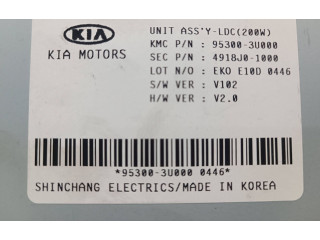 UNIT ASS'Y-LDC(200W)
KIA
KMC P/N : 95300-3U000
KIA MOTORS
SEC P/N : 4918J0-1000
LOT N/O : EKO E10D 0446
S/W VER : V102
H/W VER : V2.0
*95300-3U000 0446*
SHINCHANG ELECTRICS/MADE IN KOREA